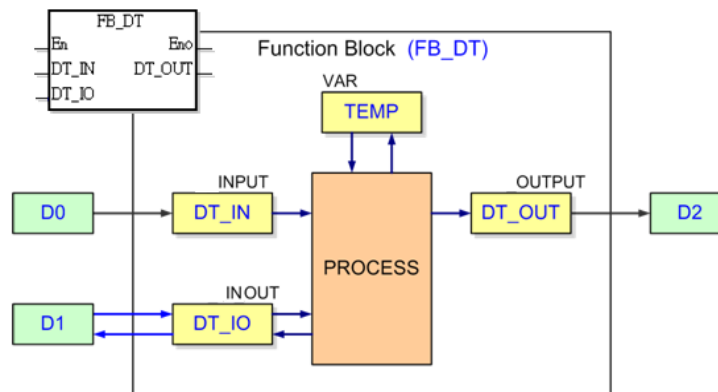 FB_DT
En Eno
DT_IN DT_OUT
DT_IO
Function Block (FB_DT)
VAR
TEMP
INPUT
OUTPUT
D0
DT_IN
DT_OUT
D2
PROCESS
INOUT
D1
DT_IO